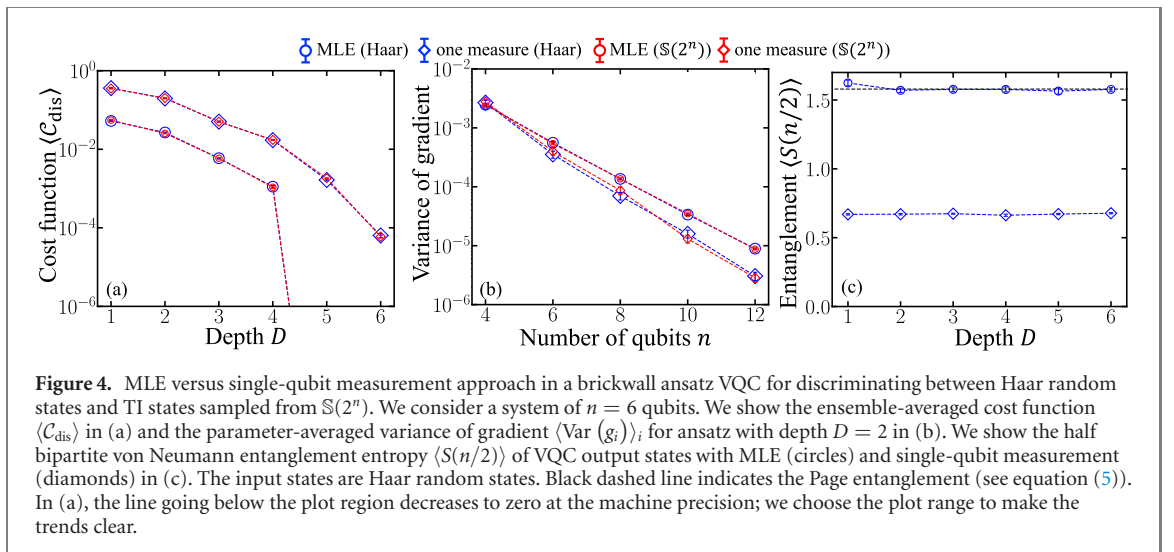 MLE (Haar) one measure (Haar) MLE (𝕊(2ⁿ)) one measure (𝕊(2ⁿ))
Cost function ⟨𝒞dis⟩
10⁰
10⁻²
10⁻⁴
10⁻⁶
(a)
1 2 3 4 5 6
Depth D
Variance of gradient
10⁻²
10⁻³
10⁻⁴
10⁻⁵
10⁻⁶
(b)
4 6 8 10 12
Number of qubits n
Entanglement ⟨S(n/2)⟩
1.5
1.0
0.5
0.0
(c)
1 2 3 4 5 6
Depth D
Figure 4. MLE versus single-qubit measurement approach in a brickwall ansatz VQC for discriminating between Haar random
states and TI states sampled from 𝕊(2ⁿ). We consider a system of n = 6 qubits. We show the ensemble-averaged cost function
⟨𝒞dis⟩ in (a) and the parameter-averaged variance of gradient ⟨Var (gᵢ)⟩ᵢ for ansatz with depth D = 2 in (b). We show the half
bipartite von Neumann entanglement entropy ⟨S(n/2)⟩ of VQC output states with MLE (circles) and single-qubit measurement
(diamonds) in (c). The input states are Haar random states. Black dashed line indicates the Page entanglement (see equation (5)).
In (a), the line going below the plot region decreases to zero at the machine precision; we choose the plot range to make the
trends clear.